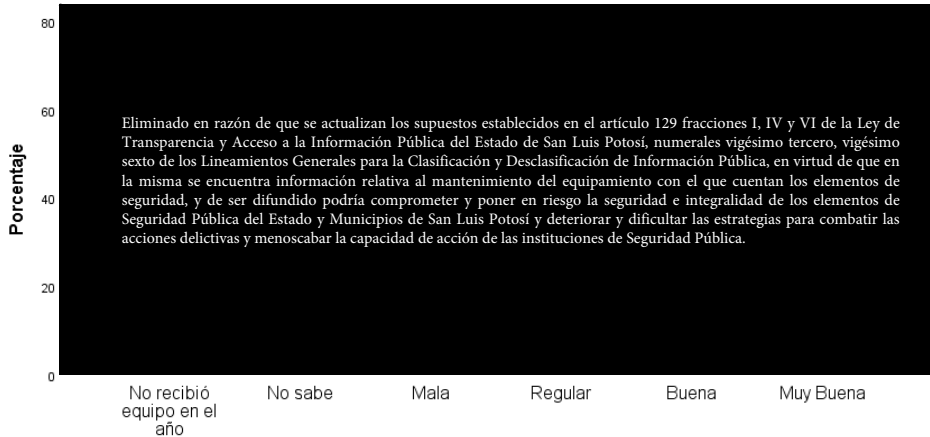 80
60
40
20
0
Porcentaje
Eliminado en razón de que se actualizan los supuestos establecidos en el artículo 129 fracciones I, IV y VI de la Ley de
Transparencia y Acceso a la Información Pública del Estado de San Luis Potosí, numerales vigésimo tercero, vigésimo
sexto de los Lineamientos Generales para la Clasificación y Desclasificación de Información Pública, en virtud de que en
la misma se encuentra información relativa al mantenimiento del equipamiento con el que cuentan los elementos de
seguridad, y de ser difundido podría comprometer y poner en riesgo la seguridad e integralidad de los elementos de
Seguridad Pública del Estado y Municipios de San Luis Potosí y deteriorar y dificultar las estrategias para combatir las
acciones delictivas y menoscabar la capacidad de acción de las instituciones de Seguridad Pública.
No recibió
equipo en el
año
No sabe
Mala
Regular
Buena
Muy Buena